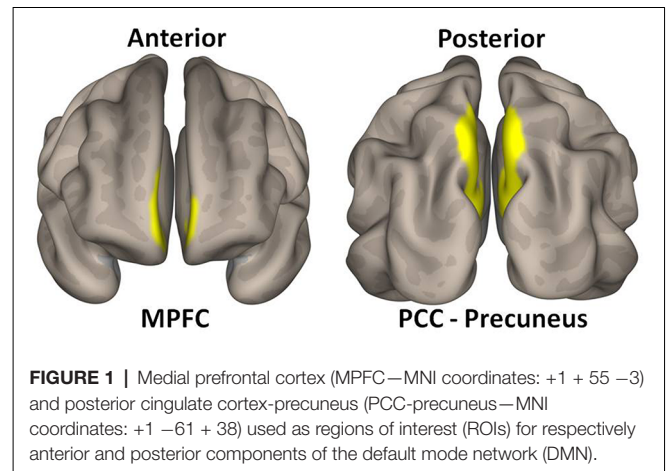 Anterior
Posterior
MPFC
PCC - Precuneus
FIGURE 1 | Medial prefrontal cortex (MPFC—MNI coordinates: +1 + 55 −3)
and posterior cingulate cortex-precuneus (PCC-precuneus—MNI
coordinates: +1 −61 + 38) used as regions of interest (ROIs) for respectively
anterior and posterior components of the default mode network (DMN).